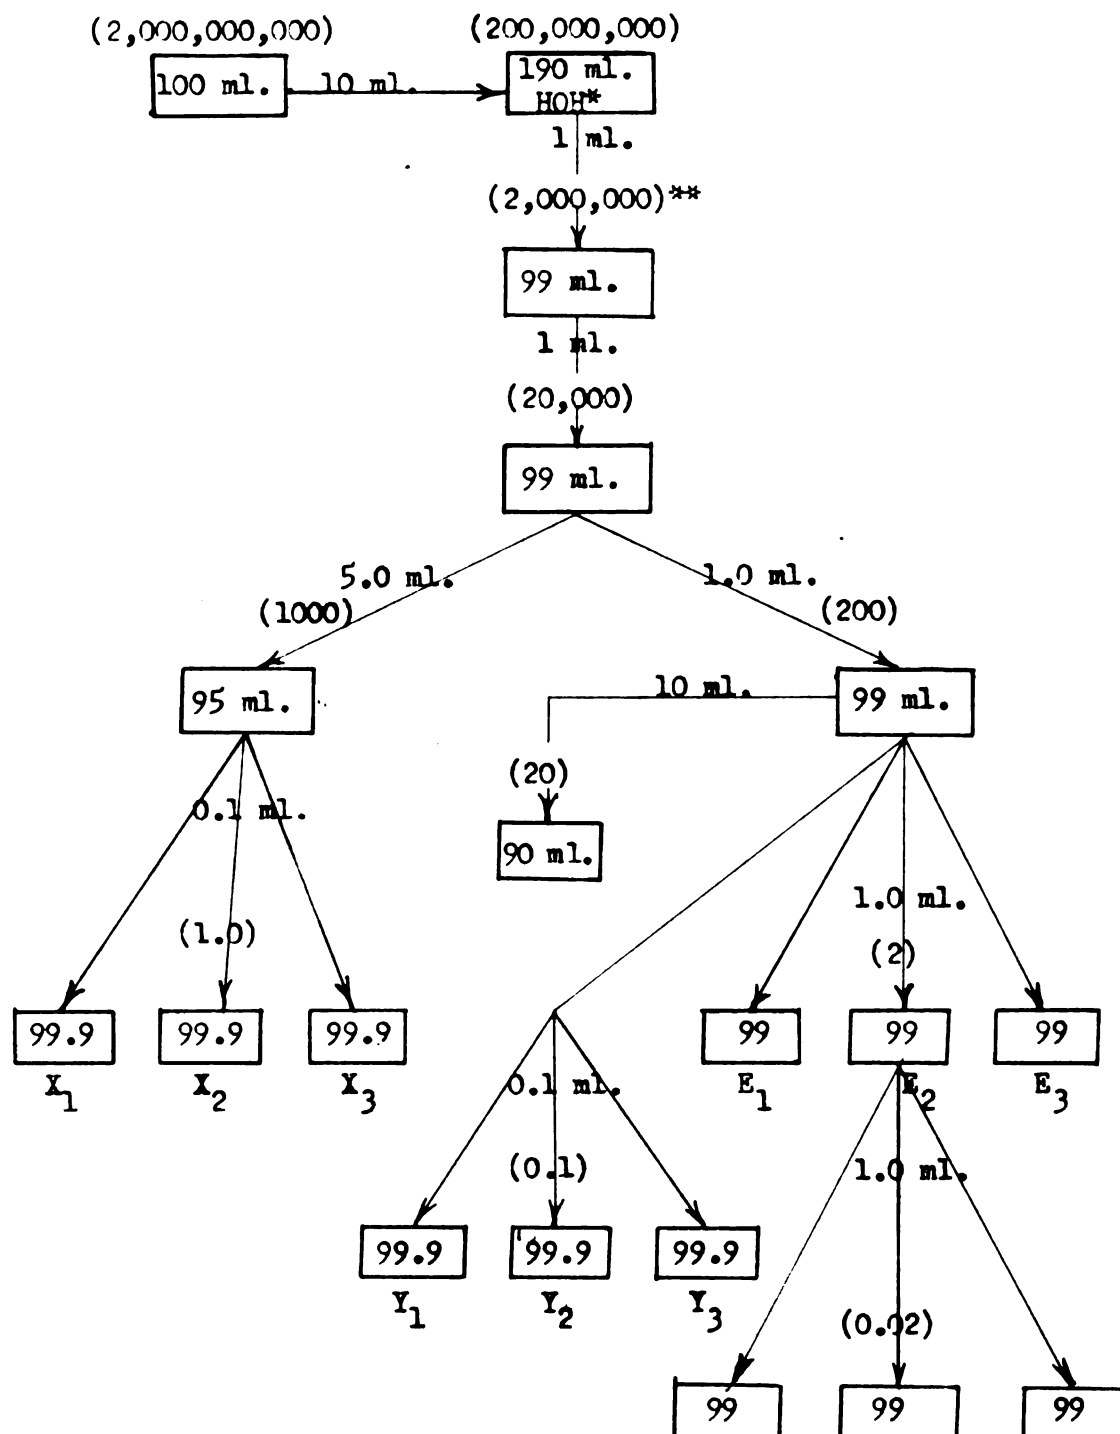 (2,000,000,000) (200,000,000)
100 ml. 10 ml. 190 ml.
HOH*
1 ml.
(2,000,000)**
99 ml.
1 ml.
(20,000)
99 ml.
5.0 ml. 1.0 ml.
(1000) (200)
95 ml. 10 ml. 99 ml.
(20)
0.1 ml.
90 ml.
1.0 ml.
(1.0) (2)
99.9 99.9 99.9 99 99 99
X1 X2 X3 E1 E2 E3
0.1 ml.
(0.1) 1.0 ml.
99.9 99.9 99.9
Y1 Y2 Y3
(0.02)
99 99 99